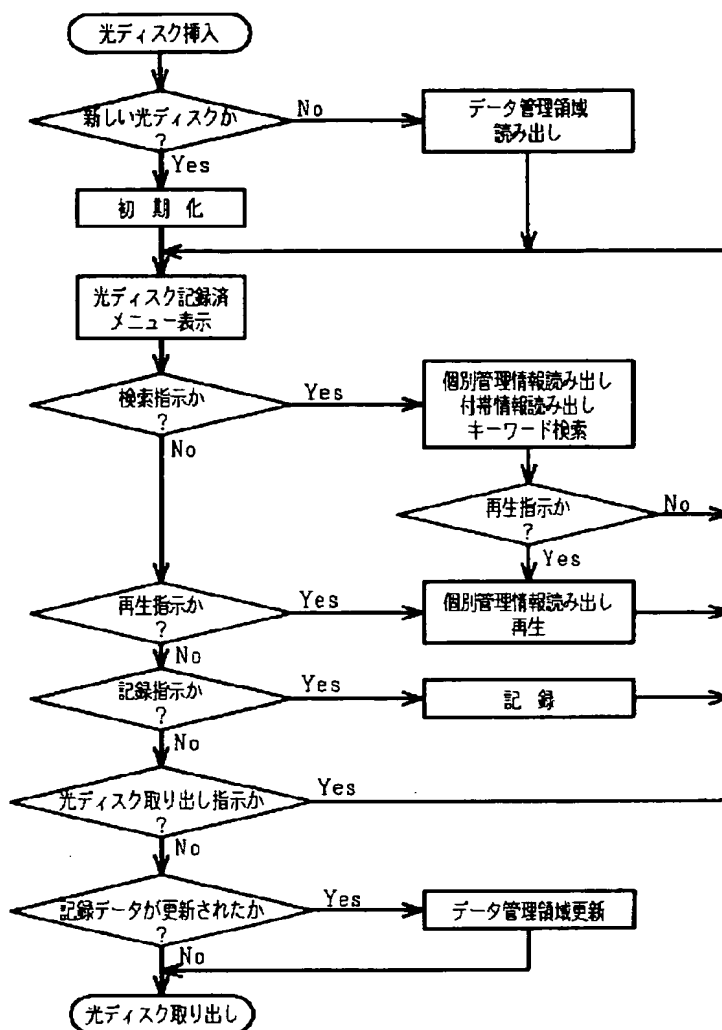 光ディスク挿入
新しい光ディスクか
?
No
Yes
データ管理領域
読み出し
初 期 化
光ディスク記録済
メニュー表示
検索指示か
?
Yes
No
個別管理情報読み出し
付帯情報読み出し
キーワード検索
再生指示か
?
No
Yes
再生指示か
?
Yes
No
個別管理情報読み出し
再生
記録指示か
?
Yes
No
記 録
光ディスク取り出し指示か
?
Yes
No
記録データが更新されたか
?
Yes
No
データ管理領域更新
光ディスク取り出し